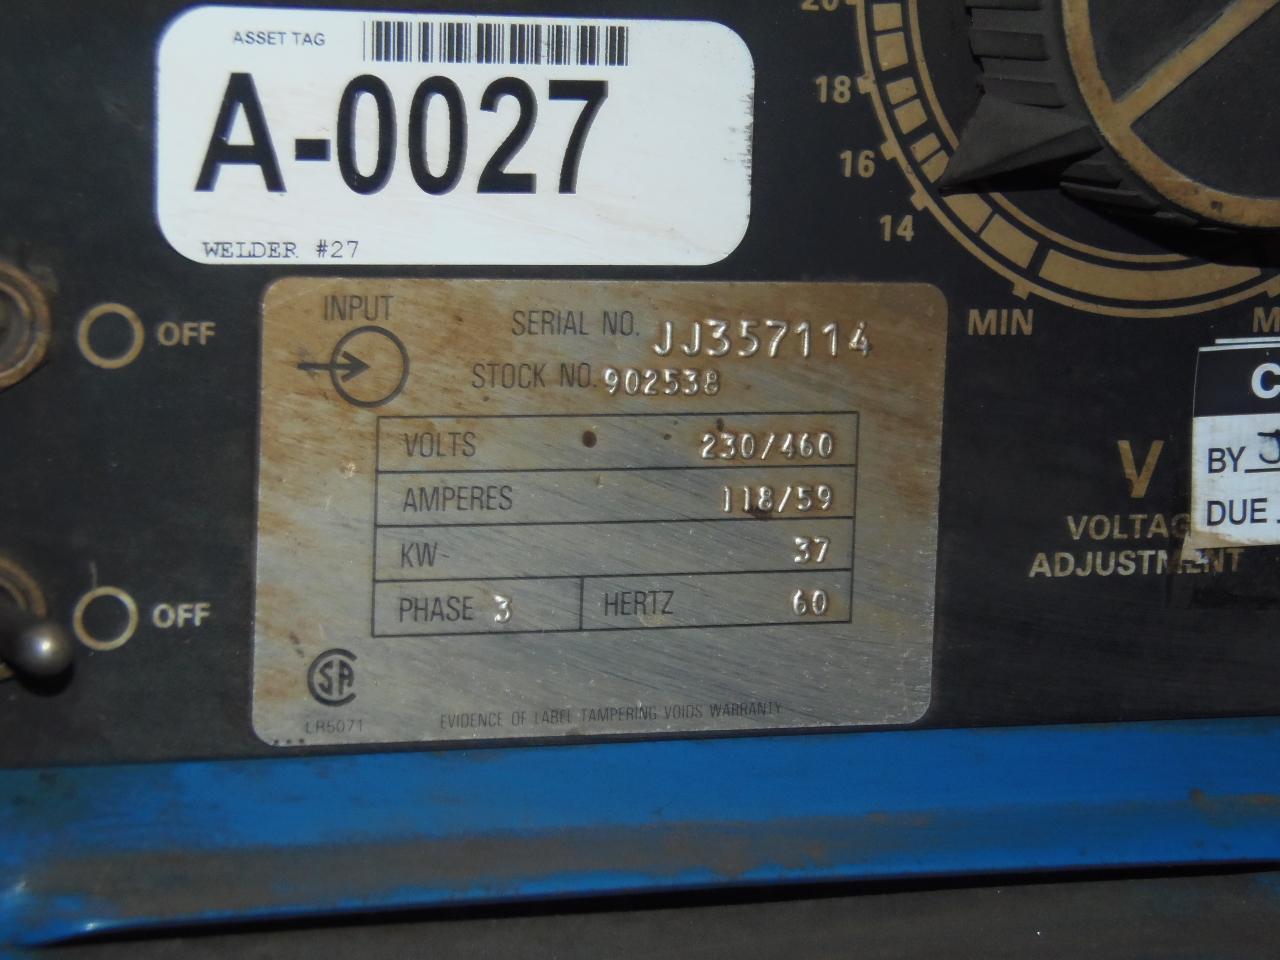 ASSET TAG
A-0027
WELDER #27
20
18
16
14
MIN
OFF
OFF
INPUT
SERIAL NO. JJ357114
STOCK NO. 902538
VOLTS 230/460
AMPERES 118/59
KW 37
PHASE 3 HERTZ 60
SA
LR5071
EVIDENCE OF LABEL TAMPERING VOIDS WARRANTY
V
VOLTAG
ADJUSTMENT
BY
DUE